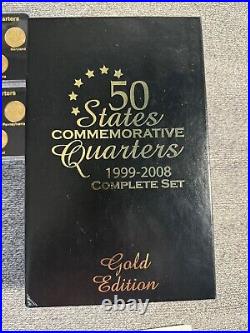 50
States
COMMEMORATIVE
Quarters
1999-2008
COMPLETE SET
Gold
Edition